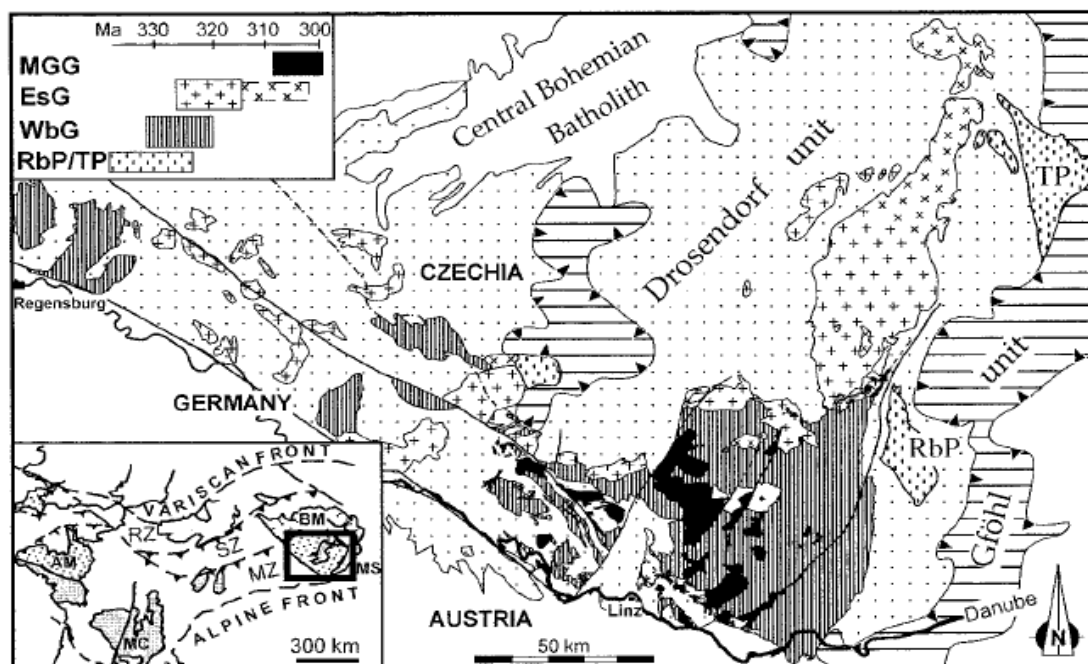 Ma 330 320 310 300
MGG
EsG
WbG
RbP/TP
Central Bohemian
Batholith
Drosendorf unit
TP
CZECHIA
Regensburg
GERMANY
unit
RbP
Gföhl
VARISCAN FRONT
BM
RZ
SZ
AM
MZ
MS
ALPINE FRONT
MC
300 km
AUSTRIA
Linz
50 km
Danube
N